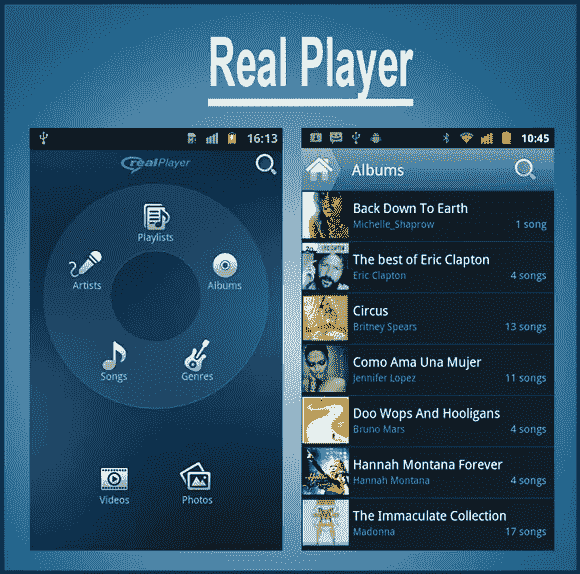 Real Player
16:13
realPlayer
Playlists
Artists
Albums
Songs
Genres
Videos
Photos
10:45
Albums
Back Down To Earth
Michelle_Shaprow 1 song
The best of Eric Clapton
Eric Clapton 4 songs
Circus
Britney Spears 13 songs
Como Ama Una Mujer
Jennifer Lopez 11 songs
Doo Wops And Hooligans
Bruno Mars 4 songs
Hannah Montana Forever
Hannah Montana 4 songs
The Immaculate Collection
Madonna 17 songs